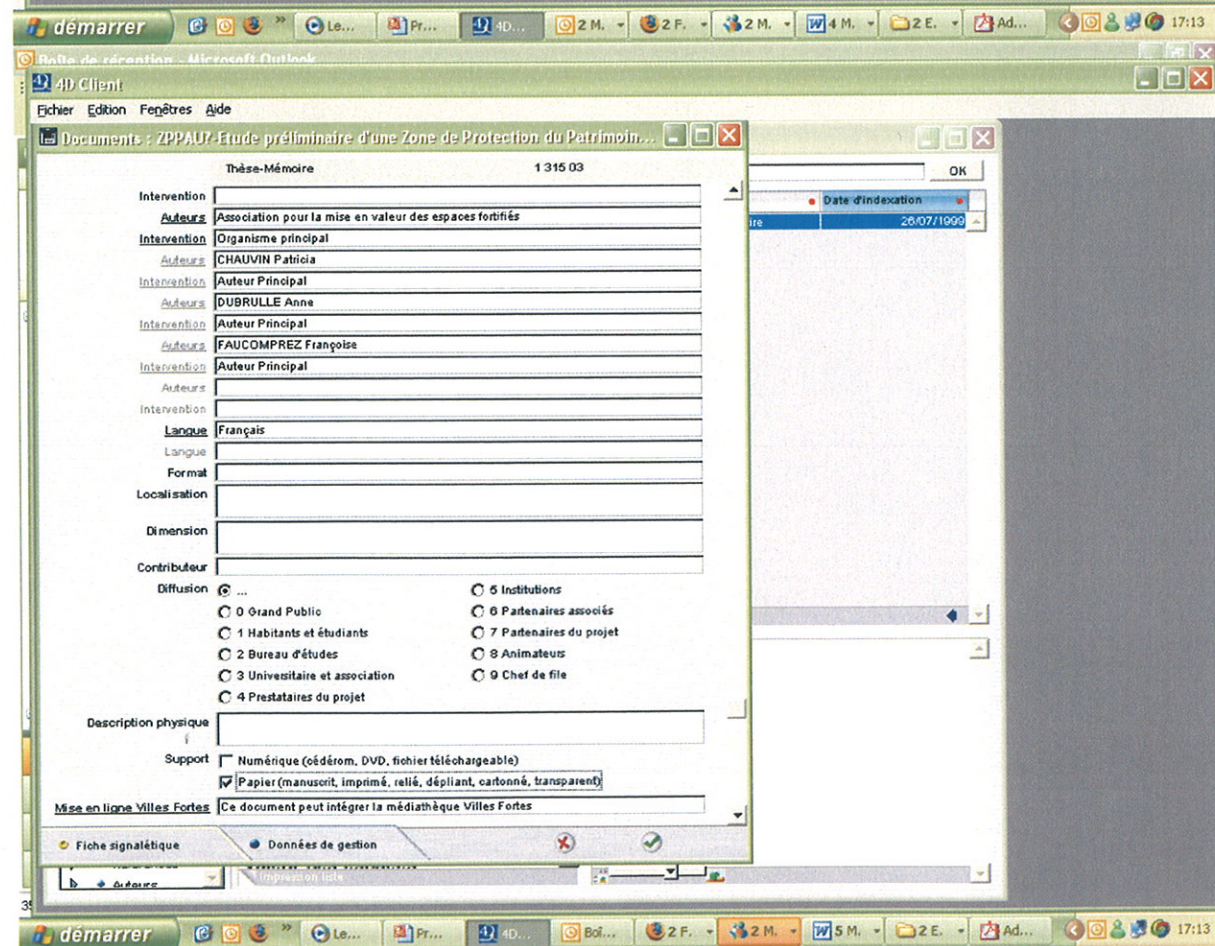 démarrer » Le... Pr... 4D... 2 M. 2 F. 2 M. 4 M. 2 E. Ad... 17:13
Boîte de réception - Microsoft Outlook
4D Client
Fichier Edition Fenêtres Aide
Documents : ZPPAU?-Etude préliminaire d'une Zone de Protection du Patrimoin...
Thèse-Mémoire 1 315 03
OK
Intervention
Date d'indexation
Auteurs Association pour la mise en valeur des espaces fortifiés
ire 26/07/1999
Intervention Organisme principal
Auteurs CHAUVIN Patricia
Intervention Auteur Principal
Auteurs DUBRULLE Anne
Intervention Auteur Principal
Auteurs FAUCOMPREZ Françoise
Intervention Auteur Principal
Auteurs
Intervention
Langue Français
Langue
Format
Localisation
Dimension
Contributeur
Diffusion ... 5 Institutions
0 Grand Public 6 Partenaires associés
1 Habitants et étudiants 7 Partenaires du projet
2 Bureau d'études 8 Animateurs
3 Universitaire et association 9 Chef de file
4 Prestataires du projet
Description physique
Support Numérique (cédérom, DVD, fichier téléchargeable)
Papier (manuscrit, imprimé, relié, dépliant, cartonné, transparent)
Mise en ligne Villes Fortes Ce document peut intégrer la médiathèque Villes Fortes
Fiche signalétique Données de gestion
Auteurs Impression liste
démarrer » Le... Pr... 4D... Boî... 2 F. 2 M. 5 M. 2 E. Ad... 17:13